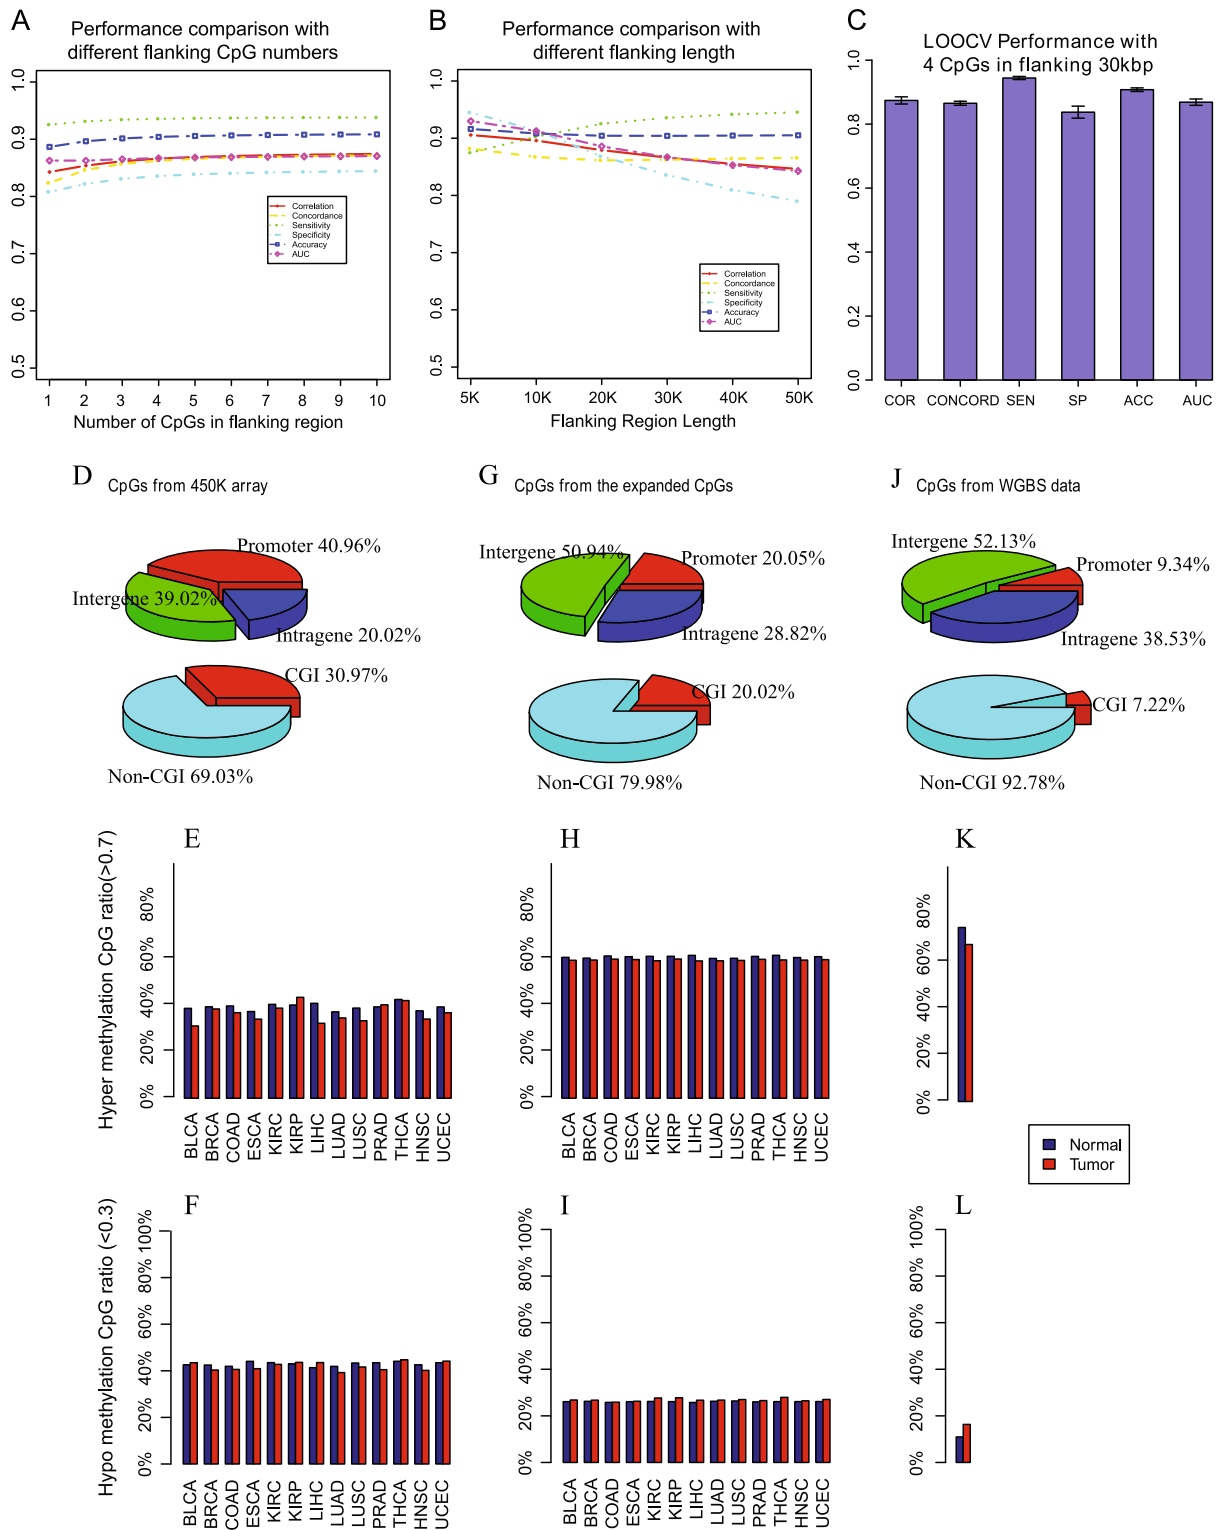 A
Performance comparison with
different flanking CpG numbers
1.0
0.9
0.8
0.7
0.6
0.5
Correlation
Concordance
Sensitivity
Specificity
Accuracy
AUC
1 2 3 4 5 6 7 8 9 10
Number of CpGs in flanking region
B
Performance comparison with
different flanking length
1.0
0.9
0.8
0.7
0.6
0.5
Correlation
Concordance
Sensitivity
Specificity
Accuracy
AUC
5K 10K 20K 30K 40K 50K
Flanking Region Length
C
LOOCV Performance with
4 CpGs in flanking 30kbp
1.0
0.8
0.6
0.4
0.2
0.0
COR CONCORD SEN SP ACC AUC
D CpGs from 450K array
Promoter 40.96%
Intergene 39.02%
Intragene 20.02%
CGI 30.97%
Non-CGI 69.03%
G CpGs from the expanded CpGs
Intergene 50.94%
Promoter 20.05%
Intragene 28.82%
CGI 20.02%
Non-CGI 79.98%
J CpGs from WGBS data
Intergene 52.13%
Promoter 9.34%
Intragene 38.53%
CGI 7.22%
Non-CGI 92.78%
E
Hyper methylation CpG ratio(>0.7)
80%
60%
40%
20%
0%
BLCA BRCA COAD ESCA KIRC KIRP LIHC LUAD LUSC PRAD THCA HNSC UCEC
H
80%
60%
40%
20%
0%
BLCA BRCA COAD ESCA KIRC KIRP LIHC LUAD LUSC PRAD THCA HNSC UCEC
K
80%
60%
40%
20%
0%
Normal
Tumor
F
Hypo methylation CpG ratio (<0.3)
100%
80%
60%
40%
20%
0%
BLCA BRCA COAD ESCA KIRC KIRP LIHC LUAD LUSC PRAD THCA HNSC UCEC
I
100%
80%
60%
40%
20%
0%
BLCA BRCA COAD ESCA KIRC KIRP LIHC LUAD LUSC PRAD THCA HNSC UCEC
L
100%
80%
60%
40%
20%
0%